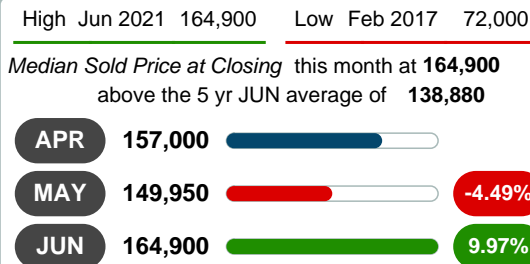 High Jun 2021 164,900 Low Feb 2017 72,000
Median Sold Price at Closing this month at 164,900
above the 5 yr JUN average of 138,880
APR 157,000
MAY 149,950 -4.49%
JUN 164,900 9.97%